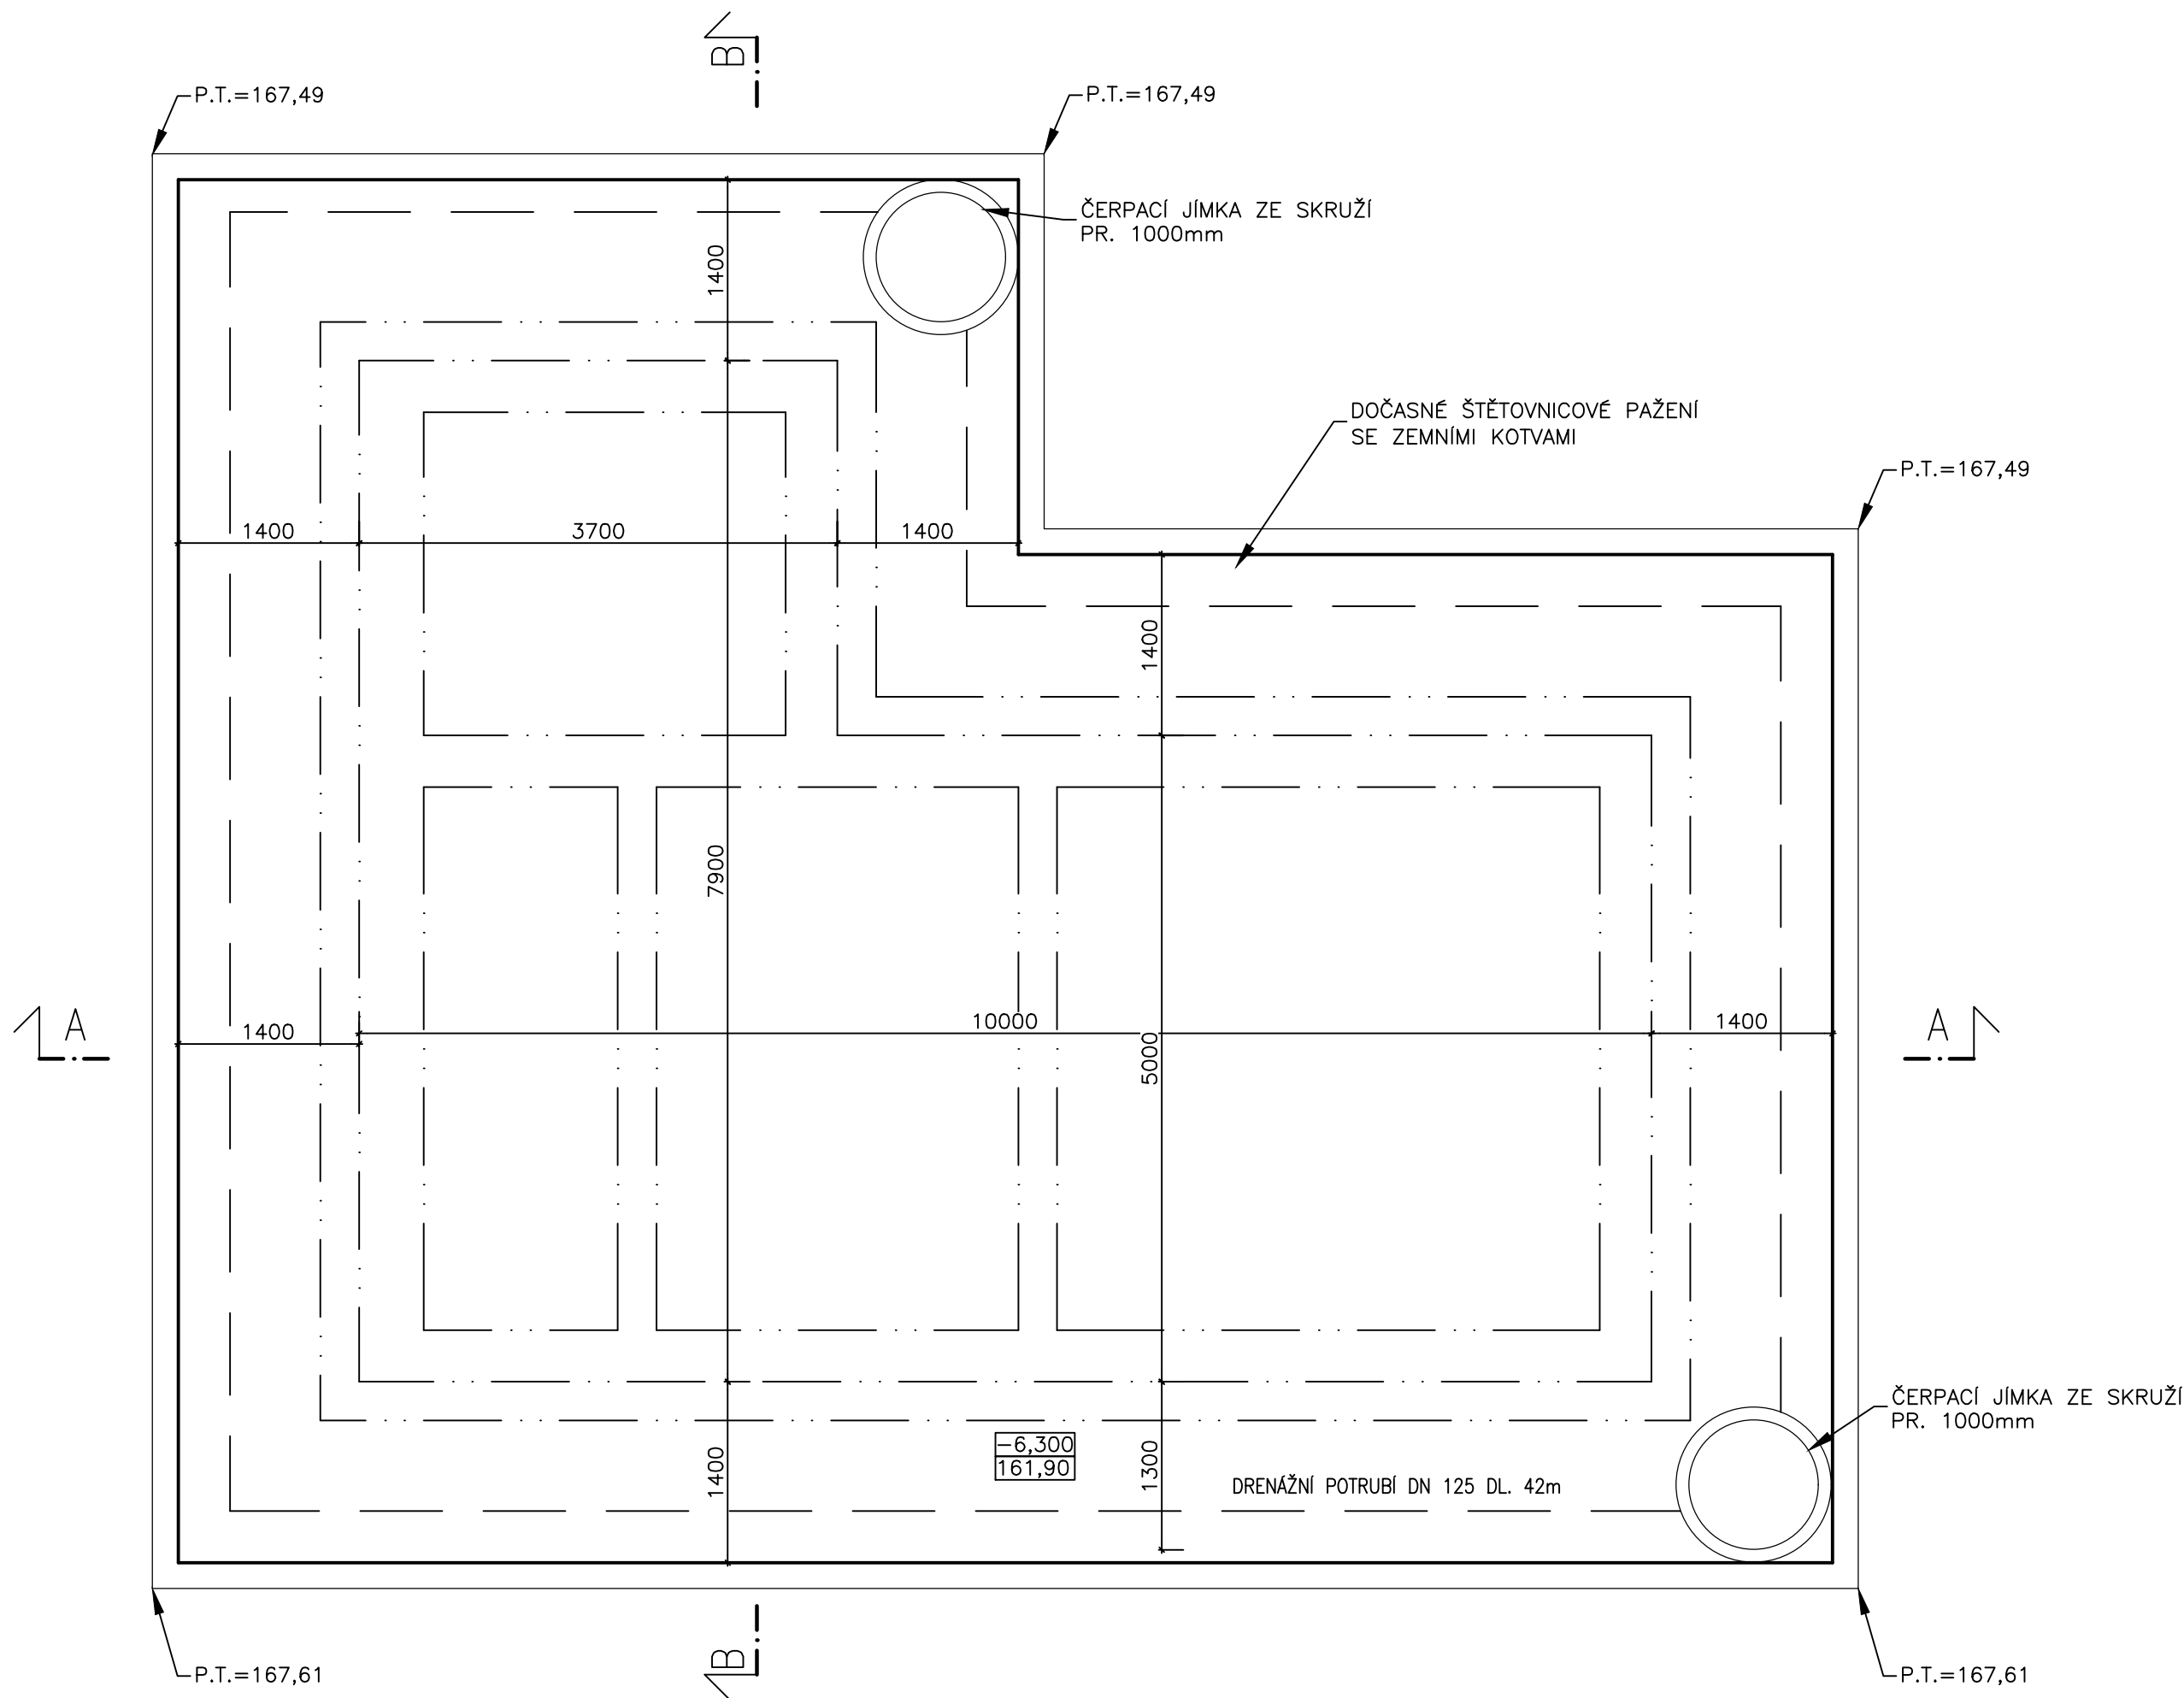 B
P.T.=167,49
P.T.=167,49
ČERPACÍ JÍMKA ZE SKRUŽÍ
PR. 1000mm
1400
DOČASNÉ ŠTĚTOVNICOVÉ PAŽENÍ
SE ZEMNÍMI KOTVAMI
P.T.=167,49
1400
3700
1400
1400
7900
A
1400
10000
5000
1400
A
ČERPACÍ JÍMKA ZE SKRUŽÍ
PR. 1000mm
1400
-6,300
161,90
1300
DRENÁŽNÍ POTRUBÍ DN 125 DL. 42m
B
P.T.=167,61
P.T.=167,61